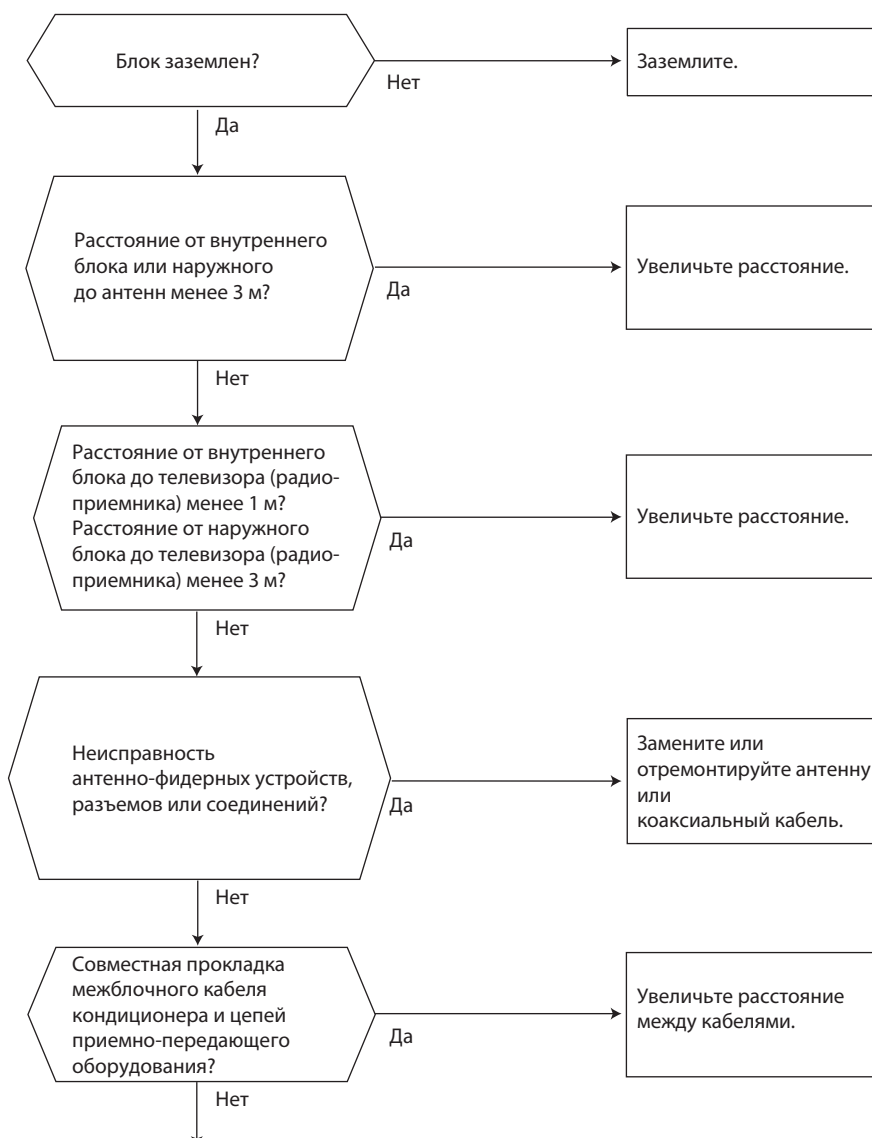 Блок заземлен?
Нет
Заземлите.
Да
Расстояние от внутреннего
блока или наружного
до антенн менее 3 м?
Да
Увеличьте расстояние.
Нет
Расстояние от внутреннего
блока до телевизора (радио-
приемника) менее 1 м?
Расстояние от наружного
блока до телевизора (радио-
приемника) менее 3 м?
Да
Увеличьте расстояние.
Нет
Неисправность
антенно-фидерных устройств,
разъемов или соединений?
Да
Замените или
отремонтируйте антенну
или
коаксиальный кабель.
Нет
Совместная прокладка
межблочного кабеля
кондиционера и цепей
приемно-передающего
оборудования?
Да
Увеличьте расстояние
между кабелями.
Нет